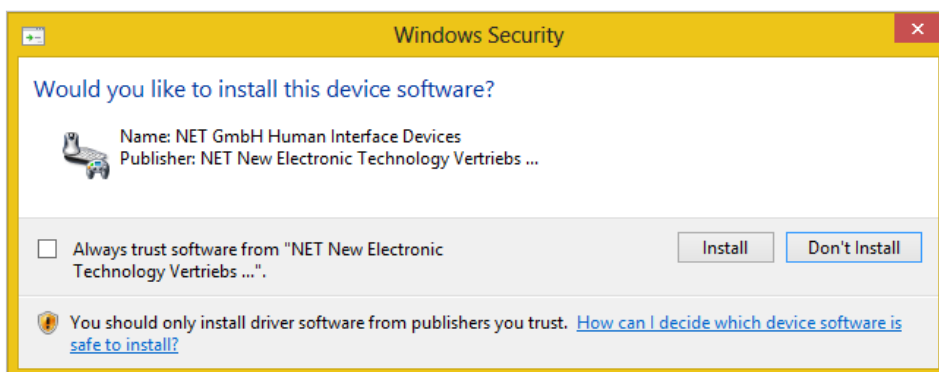 Windows Security
Would you like to install this device software?
Name: NET GmbH Human Interface Devices
Publisher: NET New Electronic Technology Vertriebs ...
Always trust software from "NET New Electronic
Technology Vertriebs ...".
Install
Don't Install
You should only install driver software from publishers you trust. How can I decide which device software is
safe to install?